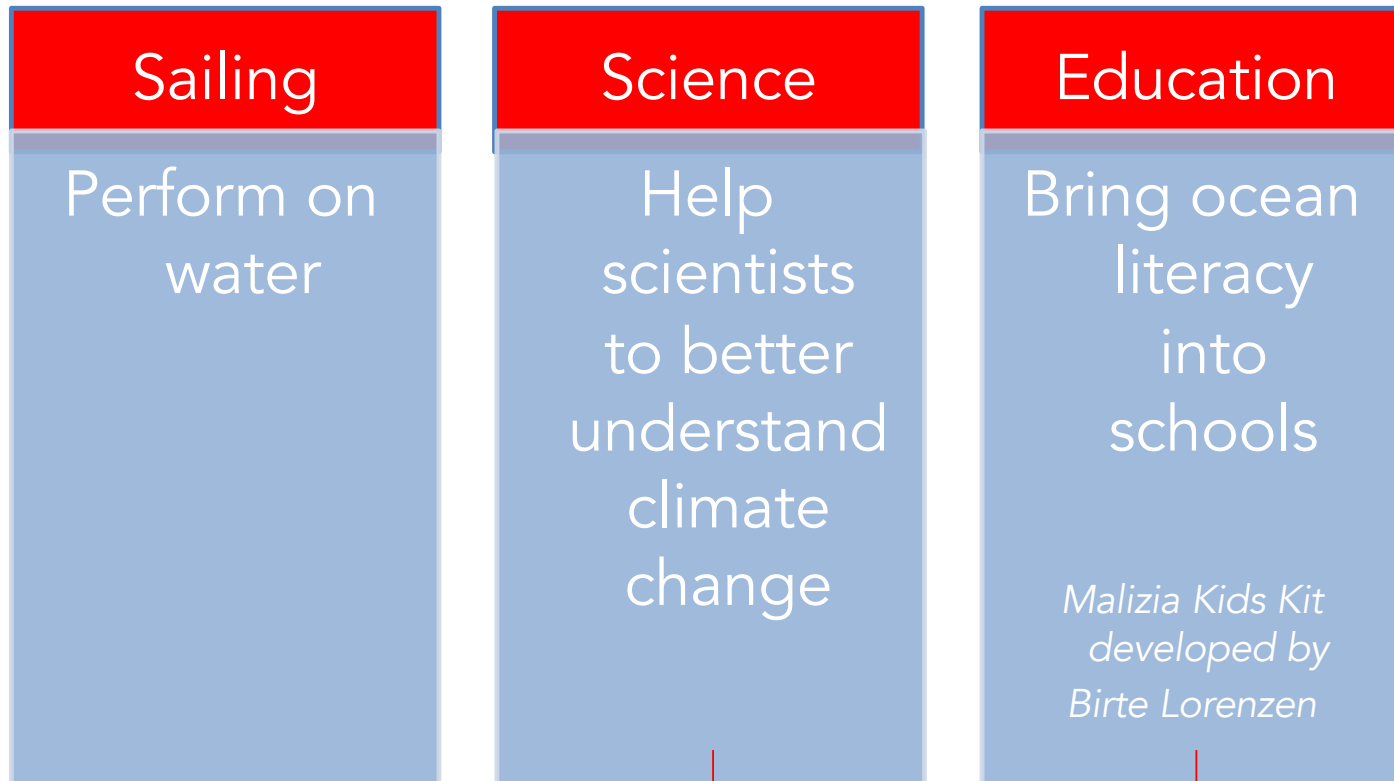 Sailing
Perform on
water
Science
Help
scientists
to better
understand
climate
change
Education
Bring ocean
literacy
into
schools
Malizia Kids Kit
developed by
Birte Lorenzen